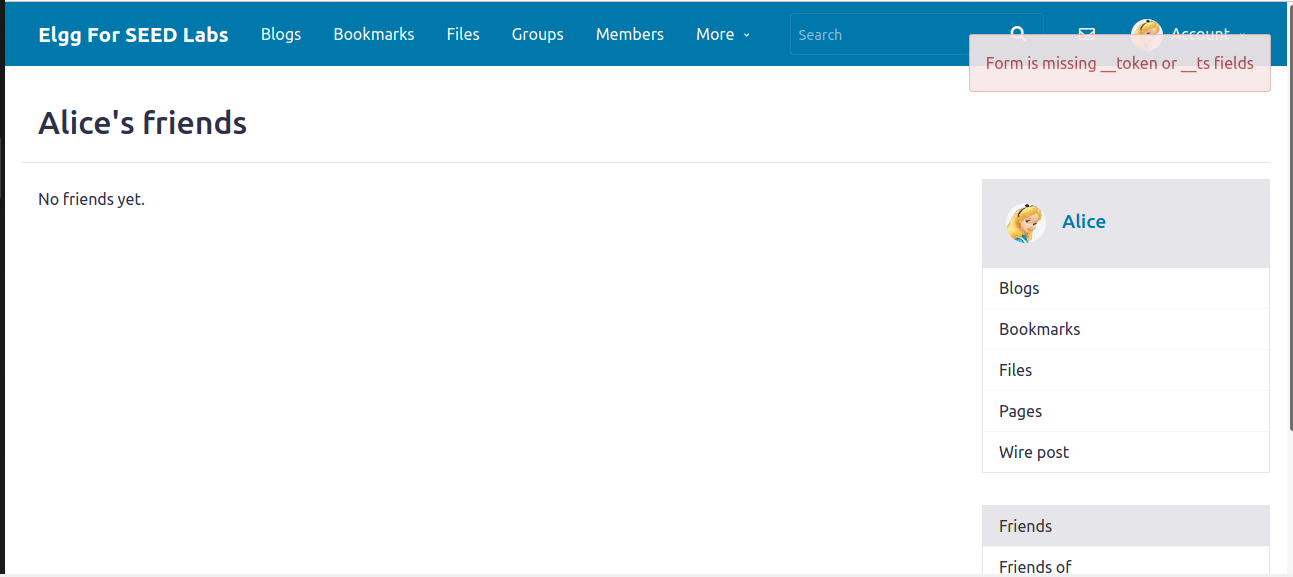 Elgg For SEED Labs Blogs Bookmarks Files Groups Members More Search Account
Form is missing __token or __ts fields
Alice's friends
No friends yet.
Alice
Blogs
Bookmarks
Files
Pages
Wire post
Friends
Friends of